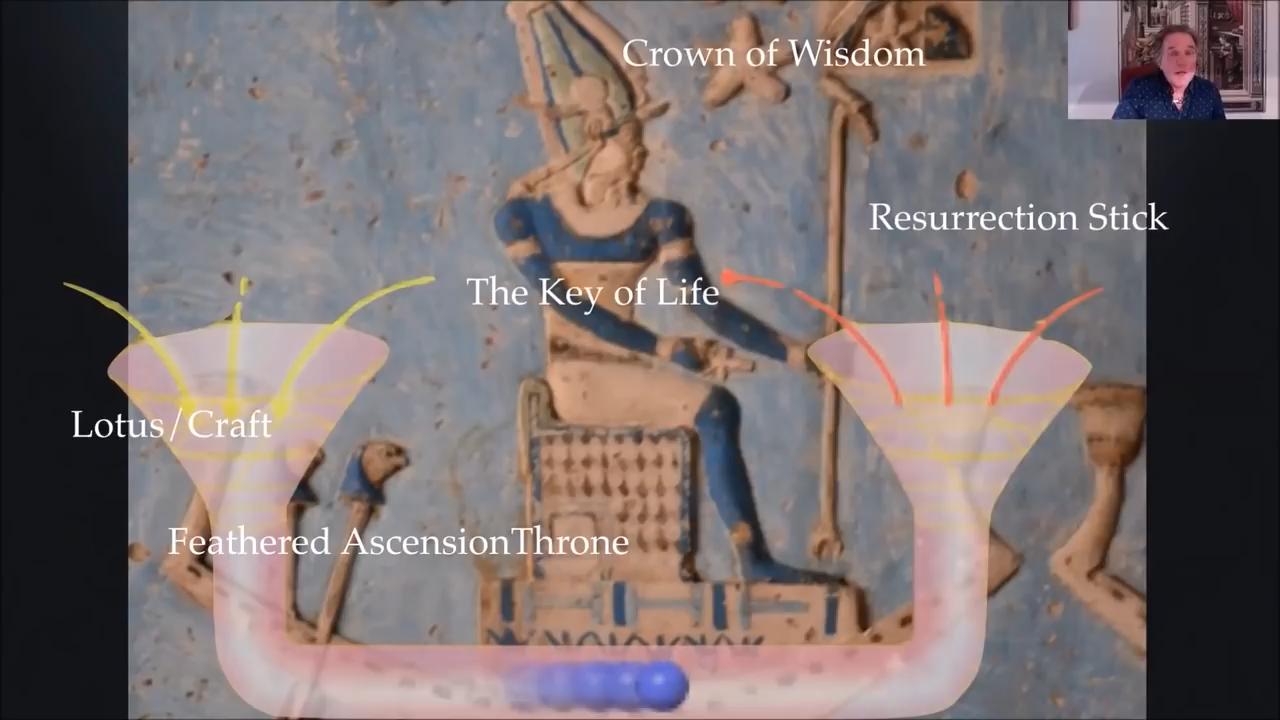 Crown of Wisdom
Resurrection Stick
The Key of Life
Lotus/Craft
Feathered AscensionThrone